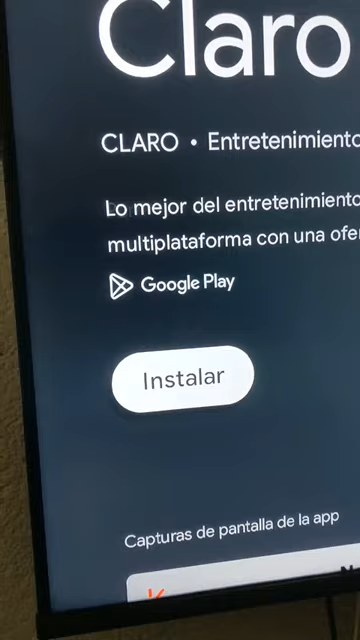 Claro
CLARO • Entretenimiento
Lo mejor del entretenimiento
multiplataforma con una
Google Play
Instalar
Capturas de pantalla de la app